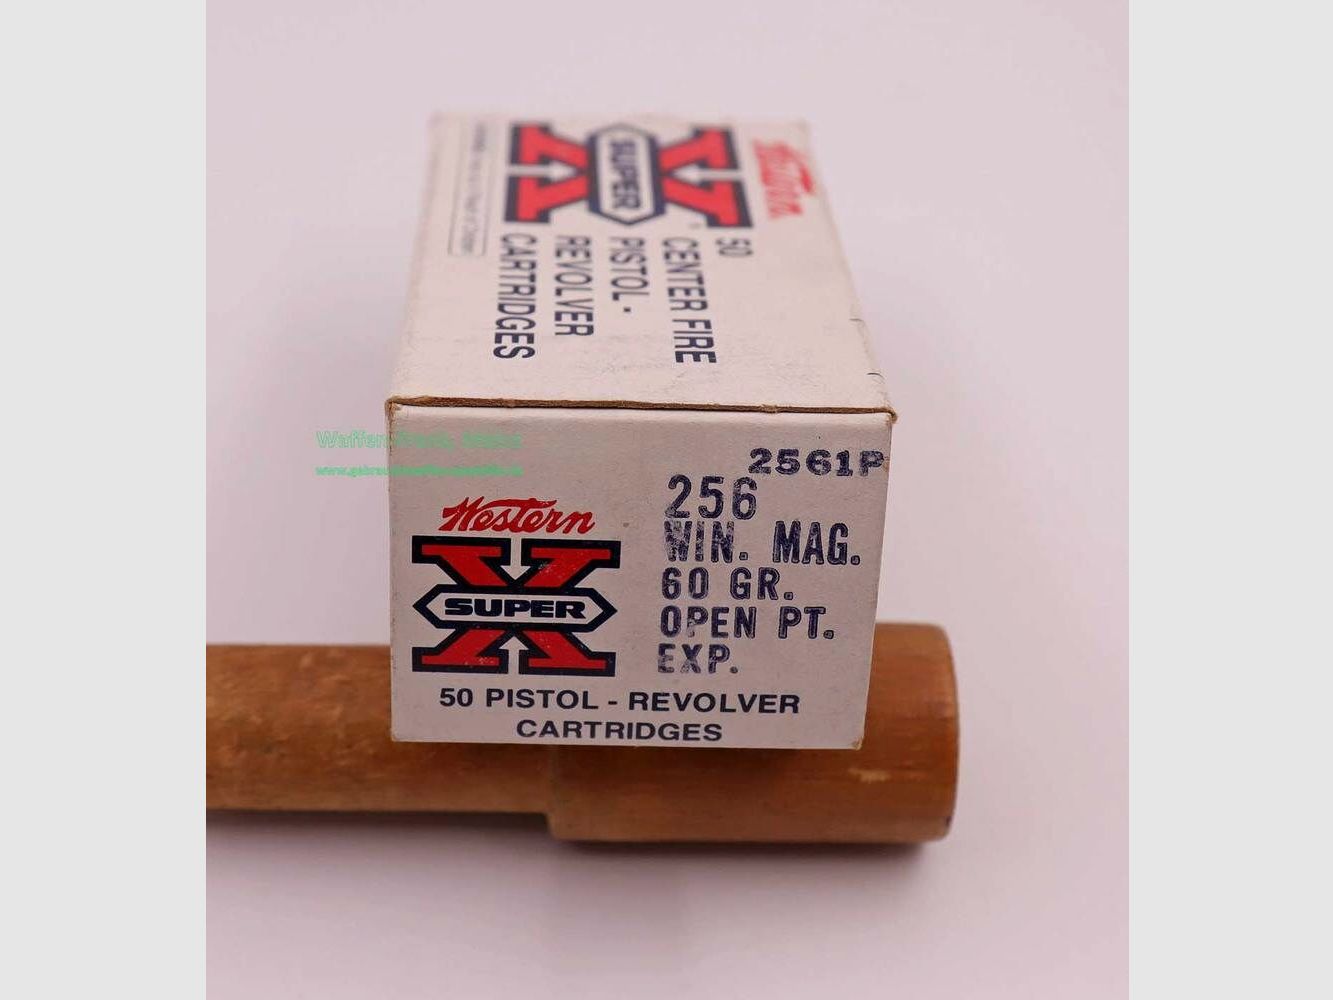 Western
SUPER
X
50
CENTER FIRE
PISTOL -
REVOLVER
CARTRIDGES
Waffen
2561P
256
WIN. MAG.
60 GR.
OPEN PT.
EXP.
Western
SUPER
X
50 PISTOL - REVOLVER
CARTRIDGES